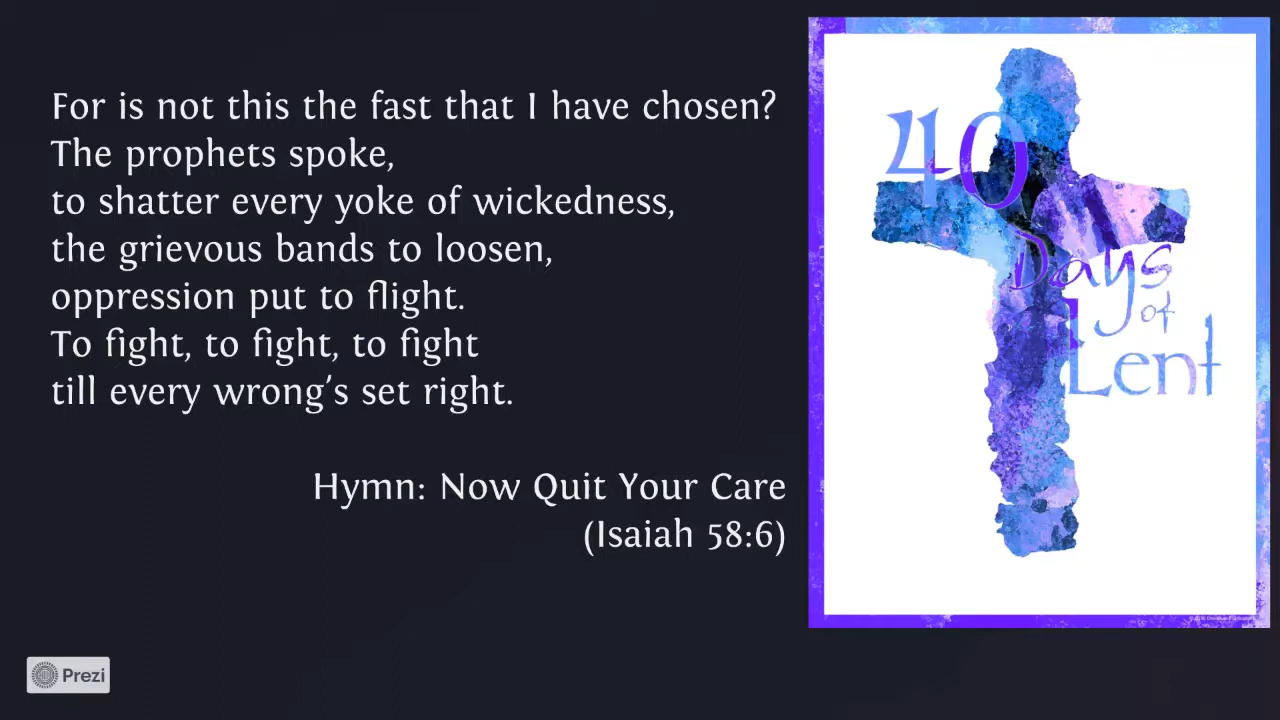 For is not this the fast that I have chosen?
The prophets spoke,
to shatter every yoke of wickedness,
the grievous bands to loosen,
oppression put to flight.
To fight, to fight, to fight
till every wrong's set right.
Hymn: Now Quit Your Care
(Isaiah 58:6)
40
Days
of
Lent
Prezi